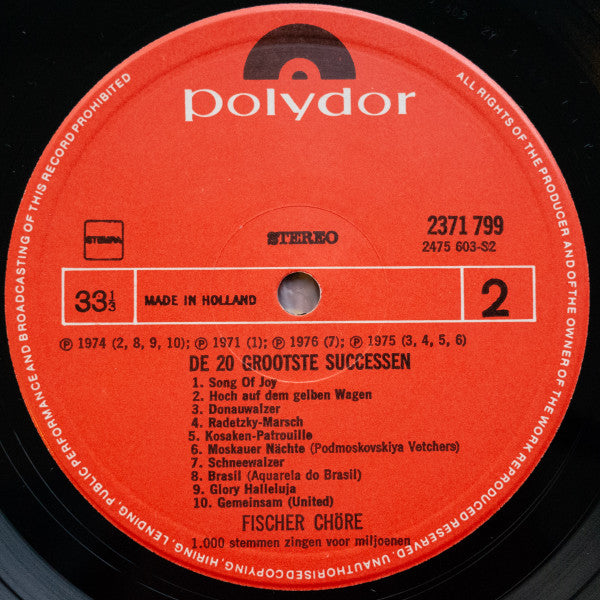 polydor
ALL RIGHTS OF THE PRODUCER AND OF THE OWNER OF THE WORK REPRODUCED RESERVED. UNAUTHORISED COPYING, HIRING, LENDING, PUBLIC PERFORMANCE AND BROADCASTING OF THIS RECORD PROHIBITED
STEMRA
STEREO
2371 799
2475 603-S2
33⅓
MADE IN HOLLAND
2
Ⓟ 1974 (2, 8, 9, 10); Ⓟ 1971 (1); Ⓟ 1976 (7); Ⓟ 1975 (3, 4, 5, 6)
DE 20 GROOTSTE SUCCESSEN
1. Song Of Joy
2. Hoch auf dem gelben Wagen
3. Donauwalzer
4. Radetzky-Marsch
5. Kosaken-Patrouille
6. Moskauer Nächte (Podmoskovskiya Vetchers)
7. Schneewalzer
8. Brasil (Aquarela do Brasil)
9. Glory Halleluja
10. Gemeinsam (United)
FISCHER CHÖRE
1.000 stemmen zingen voor miljoenen